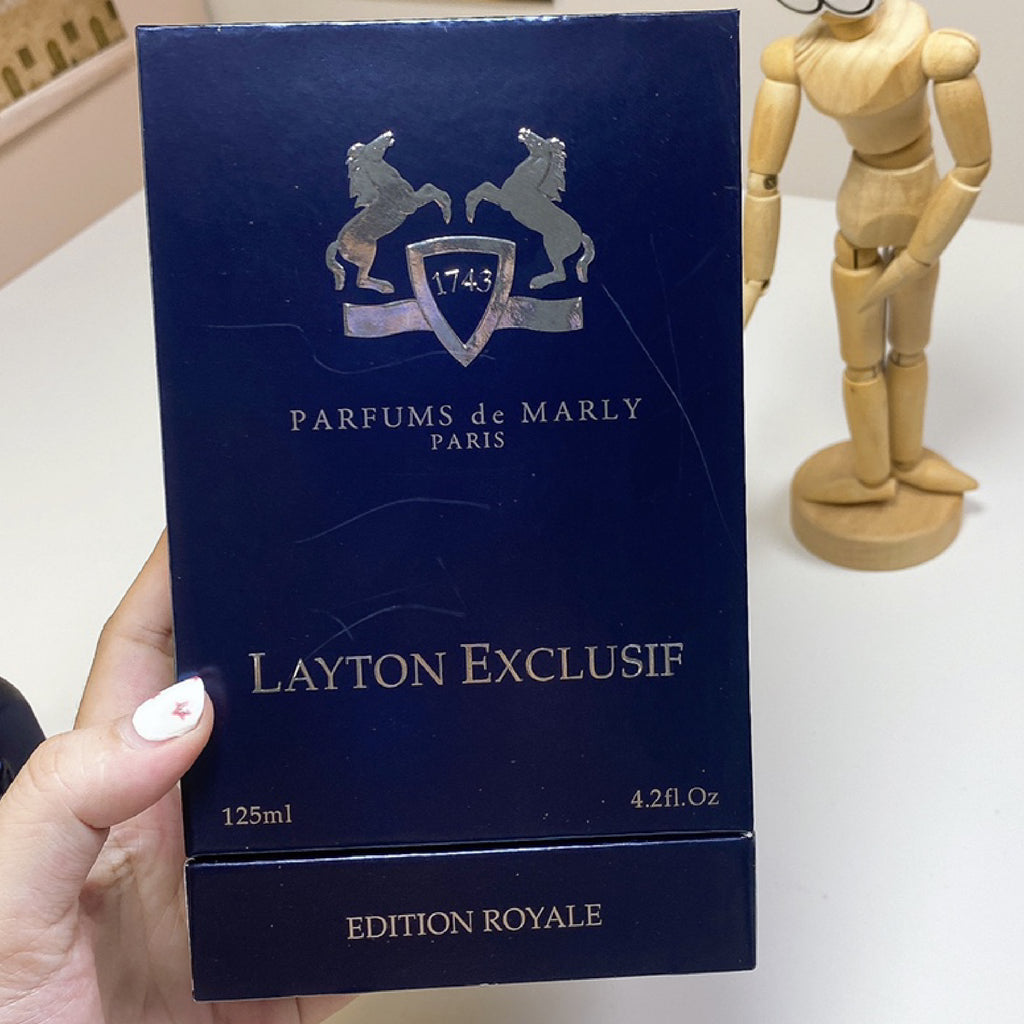 1743
PARFUMS de MARLY
PARIS
LAYTON EXCLUSIF
125ml 4.2fl.Oz
EDITION ROYALE